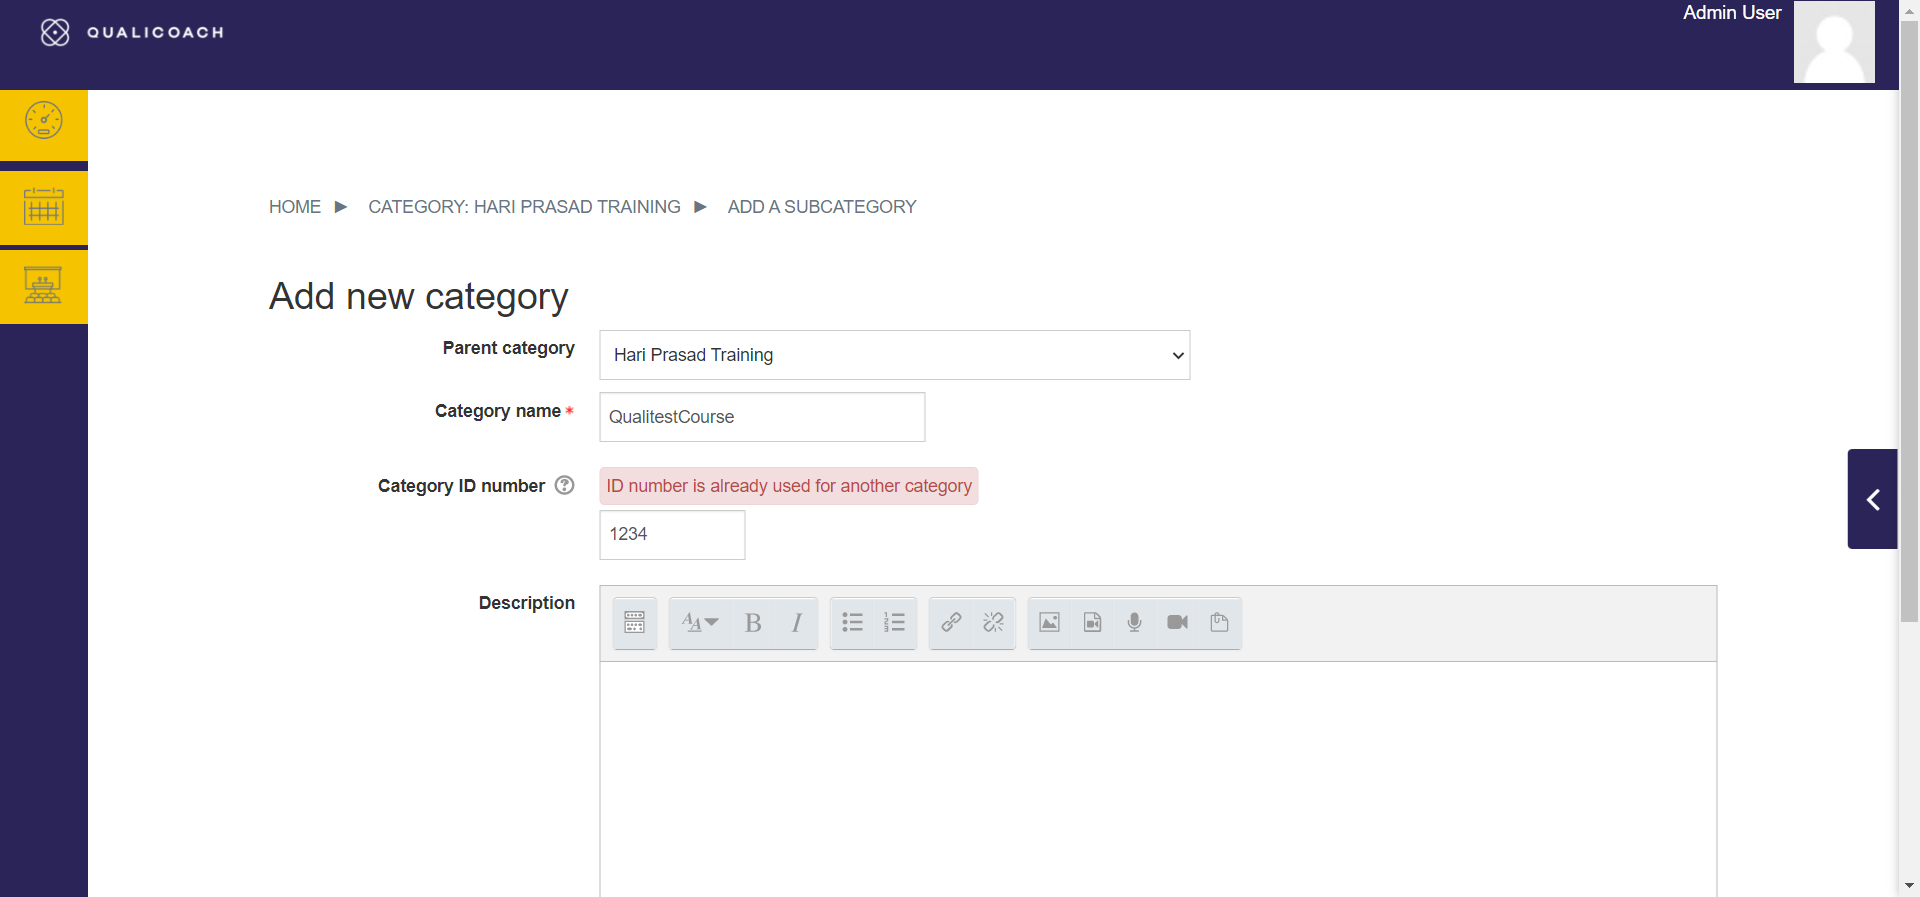 QUALICOACH
Admin User
HOME ▶ CATEGORY: HARI PRASAD TRAINING ▶ ADD A SUBCATEGORY
Add new category
Parent category
Hari Prasad Training
Category name *
QualitestCourse
Category ID number
ID number is already used for another category
1234
Description